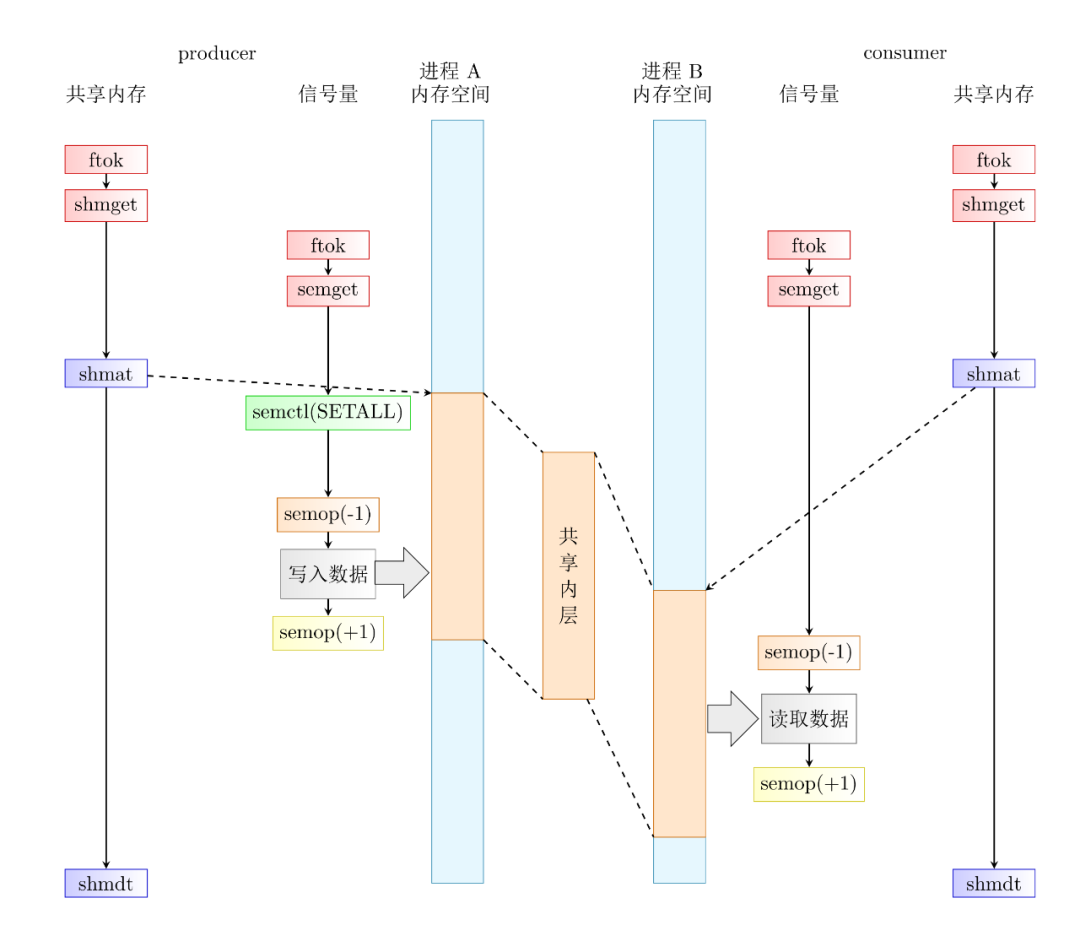 producer
consumer
进程 A
内存空间
进程 B
内存空间
共享内存
信号量
信号量
共享内存
ftok
shmget
ftok
shmget
ftok
semget
ftok
semget
shmat
shmat
semctl(SETALL)
semop(-1)
写入数据
semop(+1)
共
享
内
层
semop(-1)
读取数据
semop(+1)
shmdt
shmdt